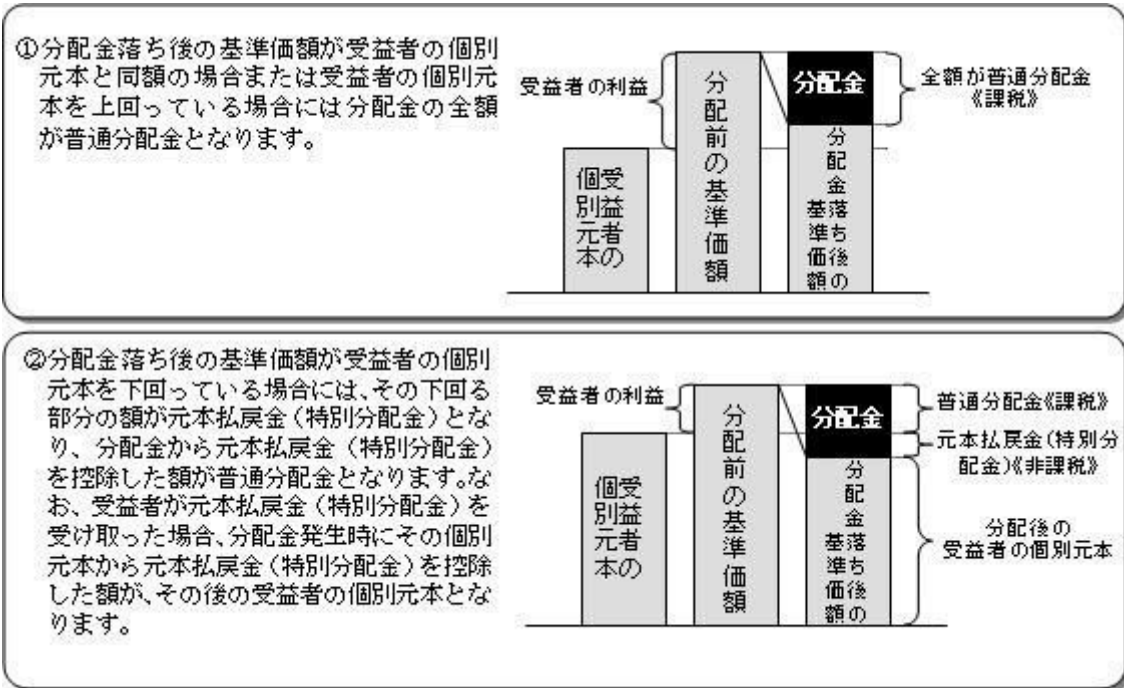 ①分配金落ち後の基準価額が受益者の個別
元本と同額の場合または受益者の個別元
本を上回っている場合には分配金の全額
が普通分配金となります。
受益者の利益
個別元本
受益者の
分配前の基準価額
分配金
分配金落ち後の
基準価額
全額が普通分配金
《課税》
②分配金落ち後の基準価額が受益者の個別
元本を下回っている場合には、その下回る
部分の額が元本払戻金（特別分配金）とな
り、分配金から元本払戻金（特別分配金）
を控除した額が普通分配金となります。な
お、受益者が元本払戻金（特別分配金）を
受け取った場合、分配金発生時にその個別
元本から元本払戻金（特別分配金）を控除
した額が、その後の受益者の個別元本とな
ります。
受益者の利益
受益者の
個別元本
分配前の基準価額
分配金
分配金落ち後の
基準価額
普通分配金《課税》
元本払戻金（特別分
配金）《非課税》
分配後の
受益者の個別元本